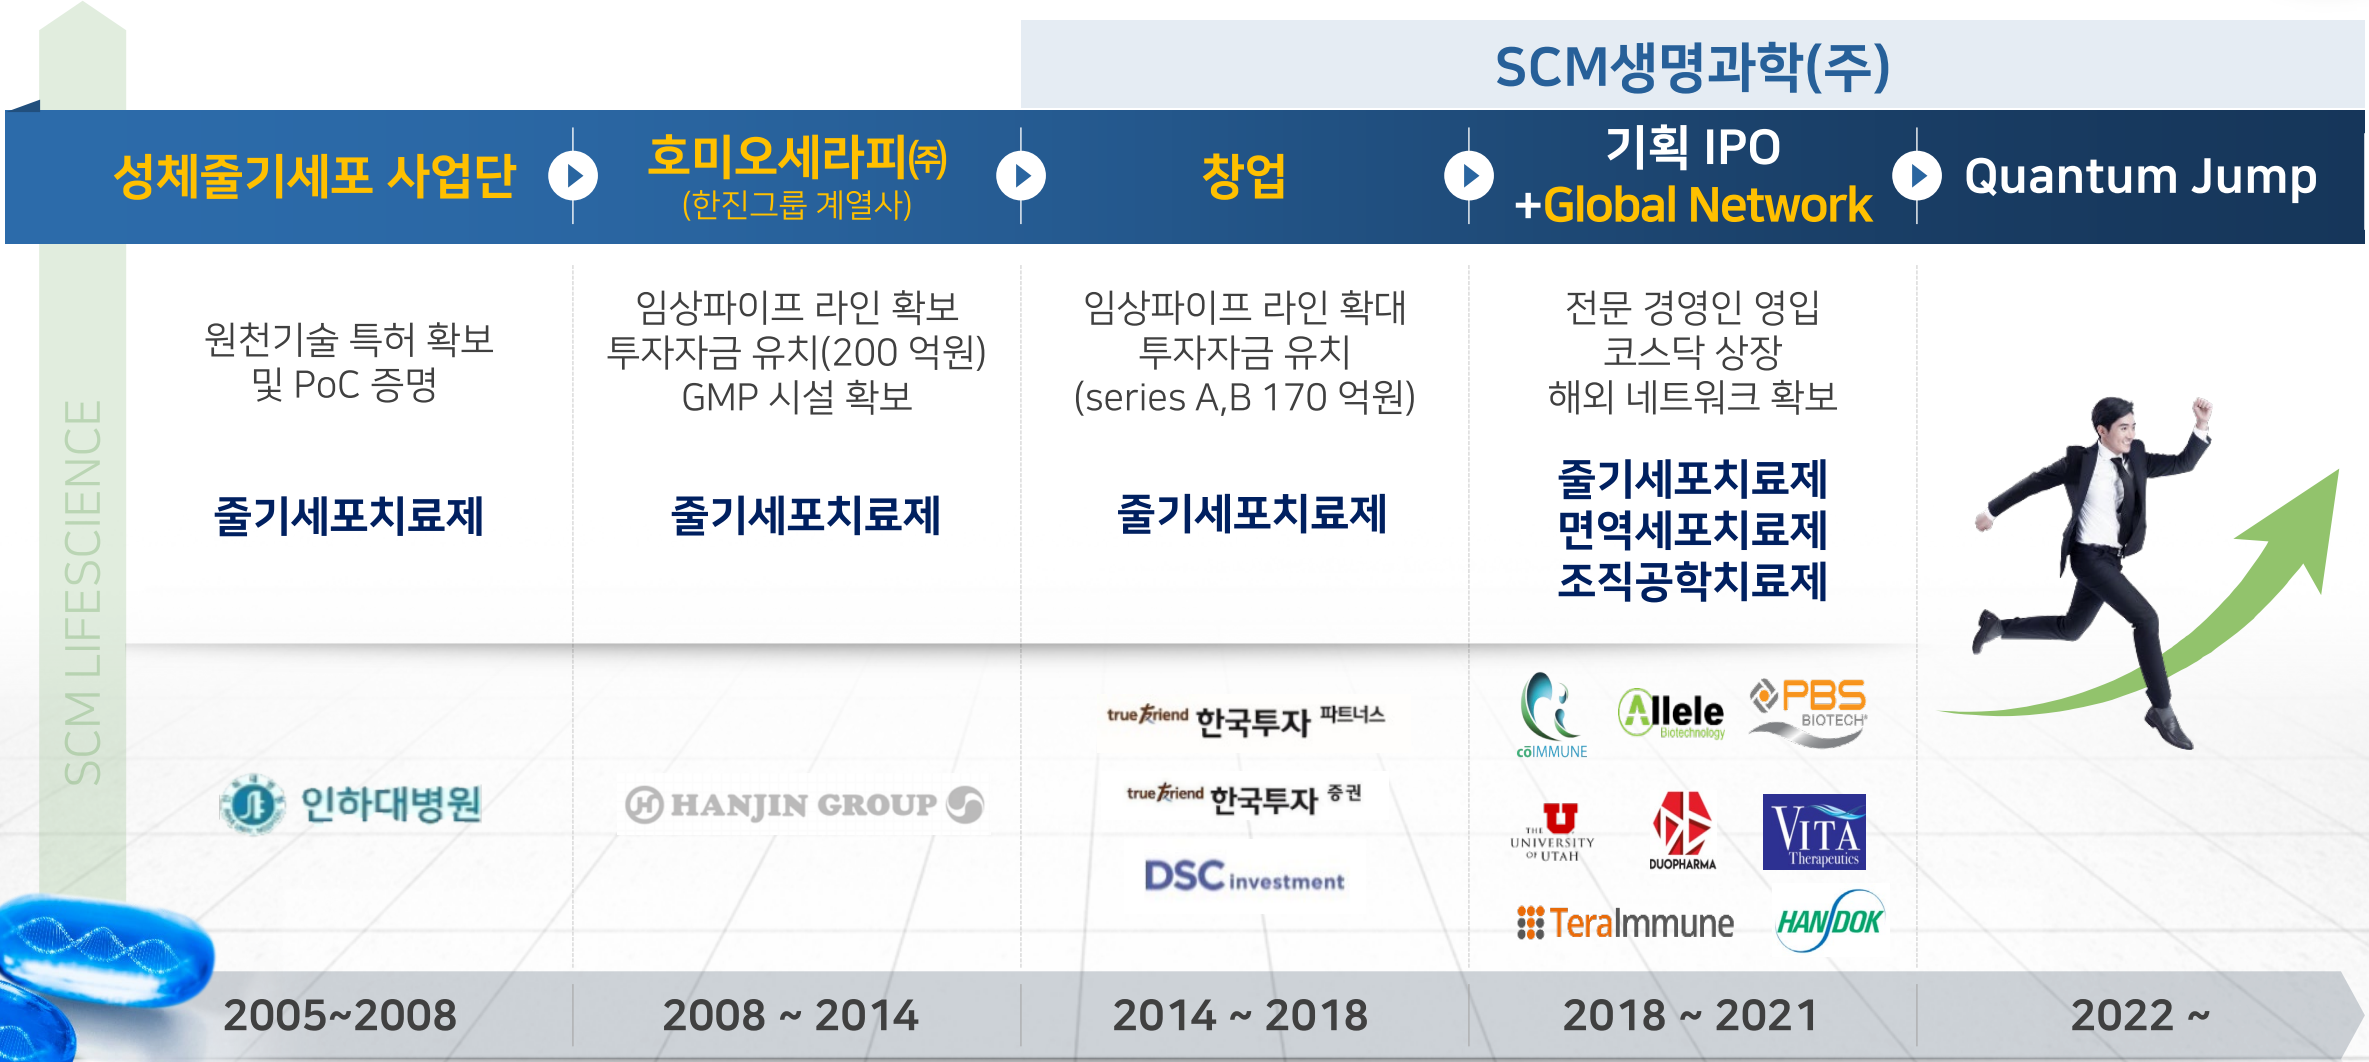 SCM생명과학(주)
성체줄기세포 사업단
호미오세라피㈜
(한진그룹 계열사)
창업
기획 IPO
+Global Network
Quantum Jump
원천기술 특허 확보
및 PoC 증명
임상파이프 라인 확보
투자자금 유치(200 억원)
GMP 시설 확보
임상파이프 라인 확대
투자자금 유치
(series A,B 170 억원)
전문 경영인 영입
코스닥 상장
해외 네트워크 확보
줄기세포치료제
줄기세포치료제
줄기세포치료제
줄기세포치료제
면역세포치료제
조직공학치료제
SCM LIFESCIENCE
인하대병원
HANJIN GROUP
true friend 한국투자 파트너스
true friend 한국투자 증권
DSC investment
cōIMMUNE
Allele
Biotechnology
PBS
BIOTECH®
U
THE
UNIVERSITY
OF UTAH
DUOPHARMA
VITA
Therapeutics
TeraImmune
HANDOK
2005~2008
2008 ~ 2014
2014 ~ 2018
2018 ~ 2021
2022 ~